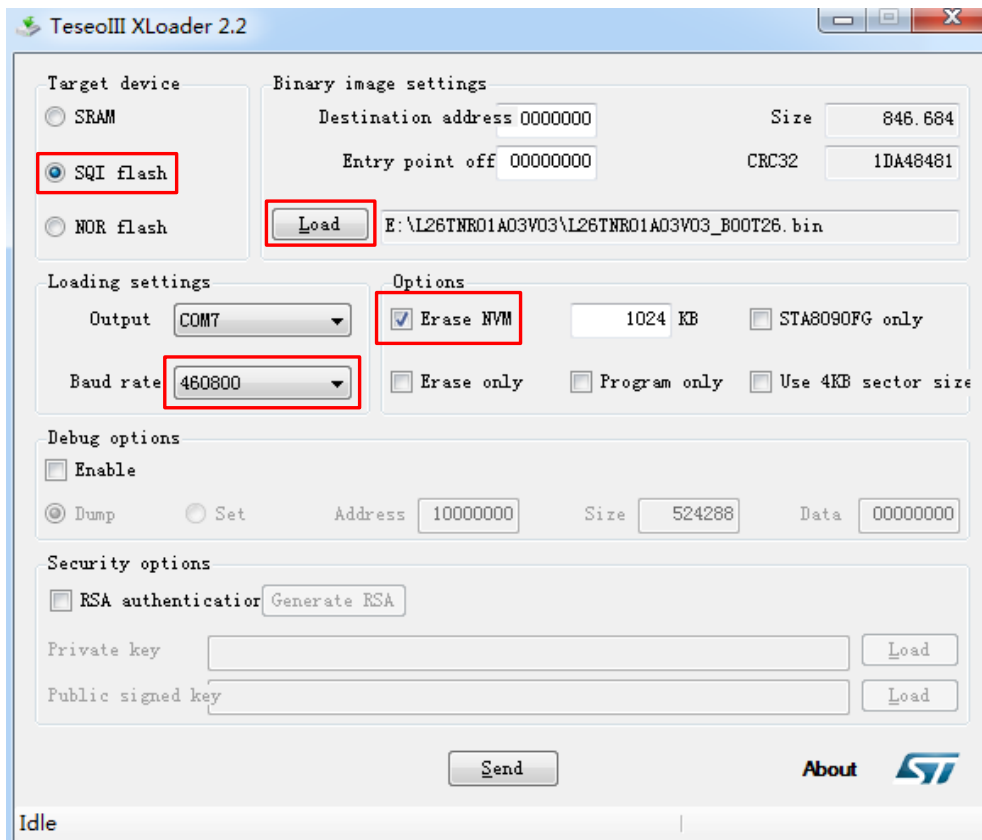 TeseoIII XLoader 2.2
Target device
SRAM
SQI flash
NOR flash
Binary image settings
Destination address 0000000
Size 846.684
Entry point off 00000000
CRC32 1DA48481
Load E:\L26TNR01A03V03\L26TNR01A03V03_BOOT26.bin
Loading settings
Output COM7
Baud rate 460800
Options
Erase NVM 1024 KB STA8090FG only
Erase only Program only Use 4KB sector size
Debug options
Enable
Dump Set Address 10000000 Size 524288 Data 00000000
Security options
RSA authentication Generate RSA
Private key Load
Public signed key Load
Send About ST
Idle